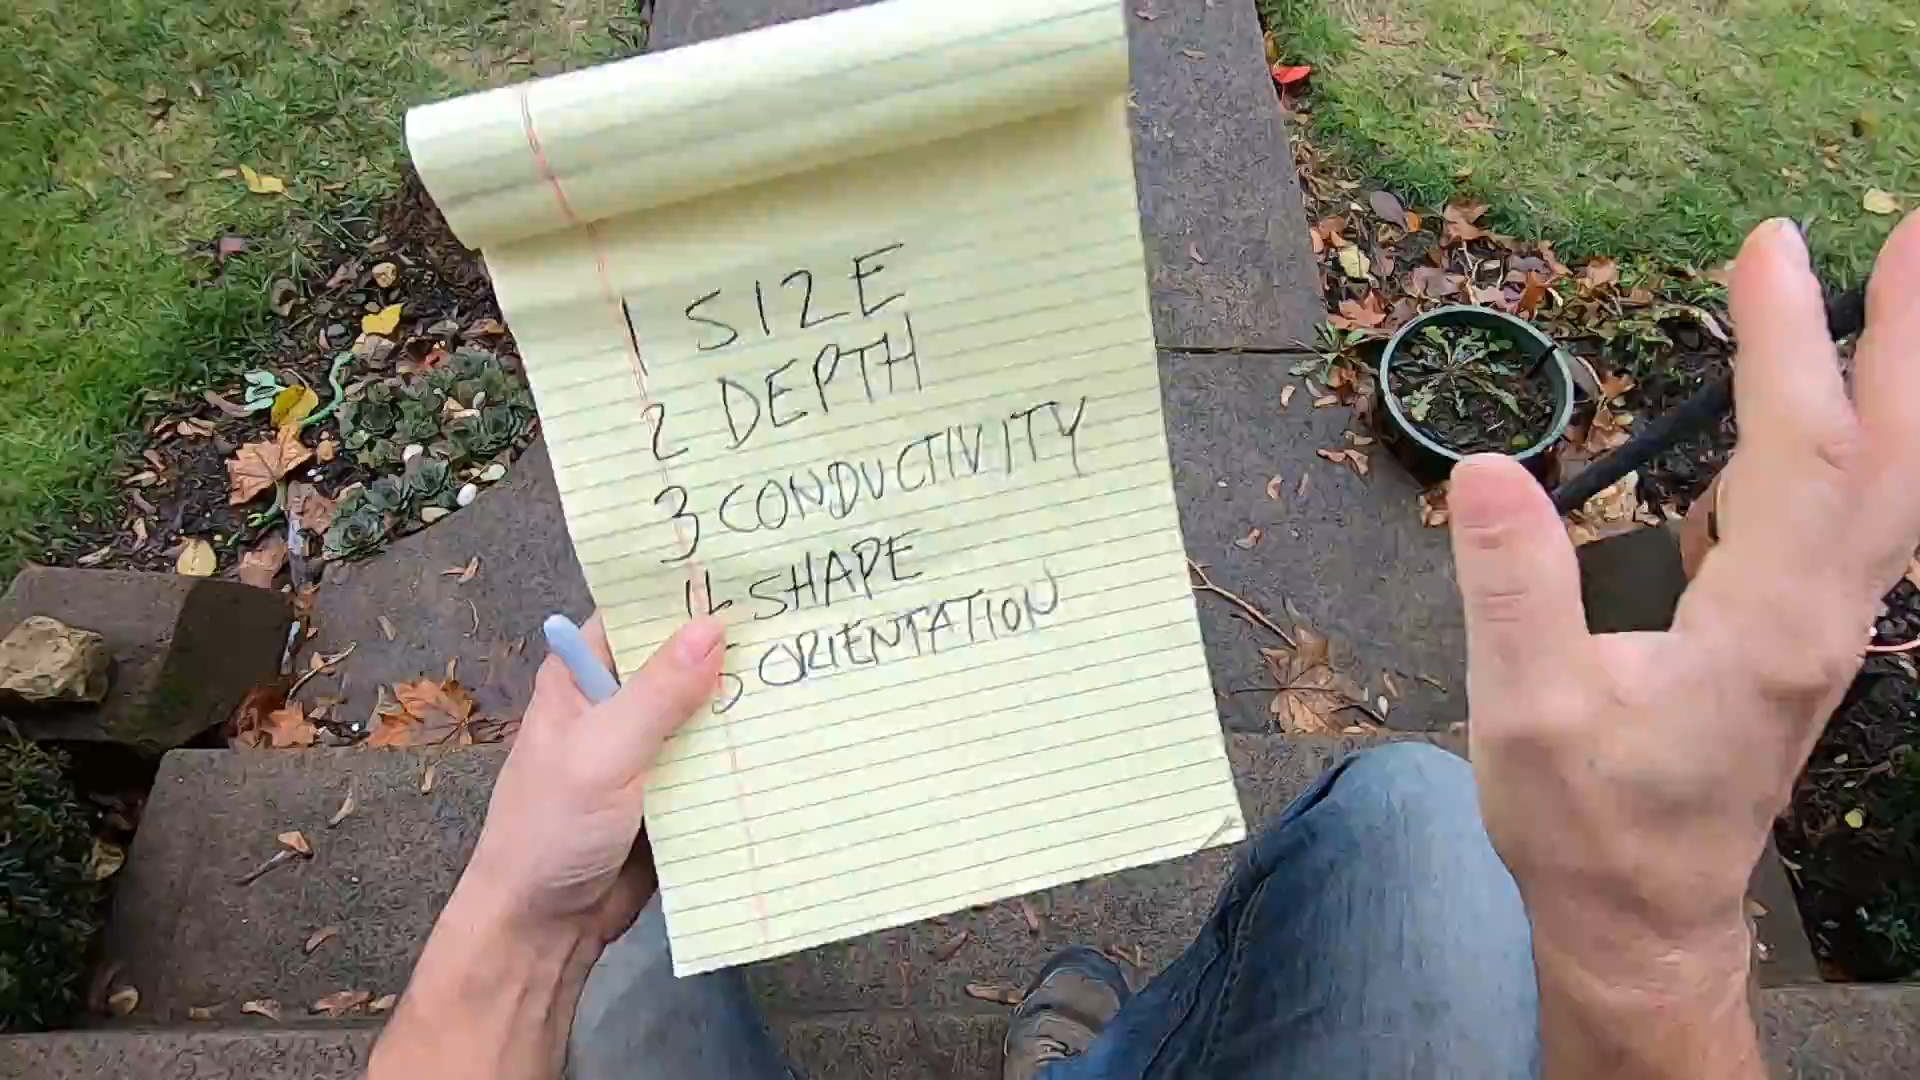 1 SIZE
2 DEPTH
3 CONDUCTIVITY
4 SHAPE
5 ORIENTATION